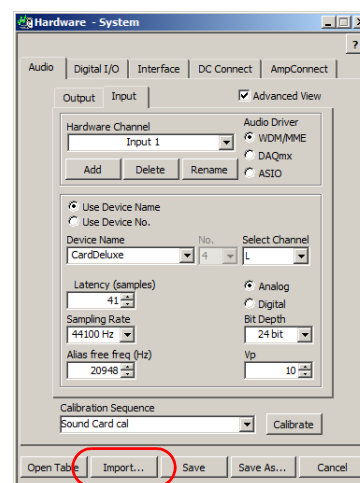 Hardware - System
?
Audio Digital I/O Interface DC Connect AmpConnect
Output Input Advanced View
Hardware Channel Audio Driver
Input 1 WDM/MME
DAQmx
Add Delete Rename ASIO
Use Device Name
Use Device No.
Device Name No. Select Channel
CardDeluxe 4 L
Latency (samples) Analog
41 Digital
Sampling Rate Bit Depth
44100 Hz 24 bit
Alias free freq (Hz) Vp
20948 10
Calibration Sequence
Sound Card cal Calibrate
Open Table Import... Save Save As... Cancel